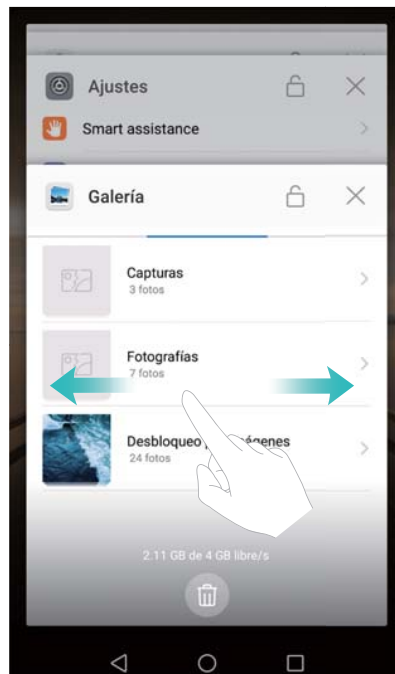 Ajustes
Smart assistance
Galería
Capturas
3 fotos
Fotografías
7 fotos
Desbloqueo ágenes
24 fotos
2.11 GB de 4 GB libre/s